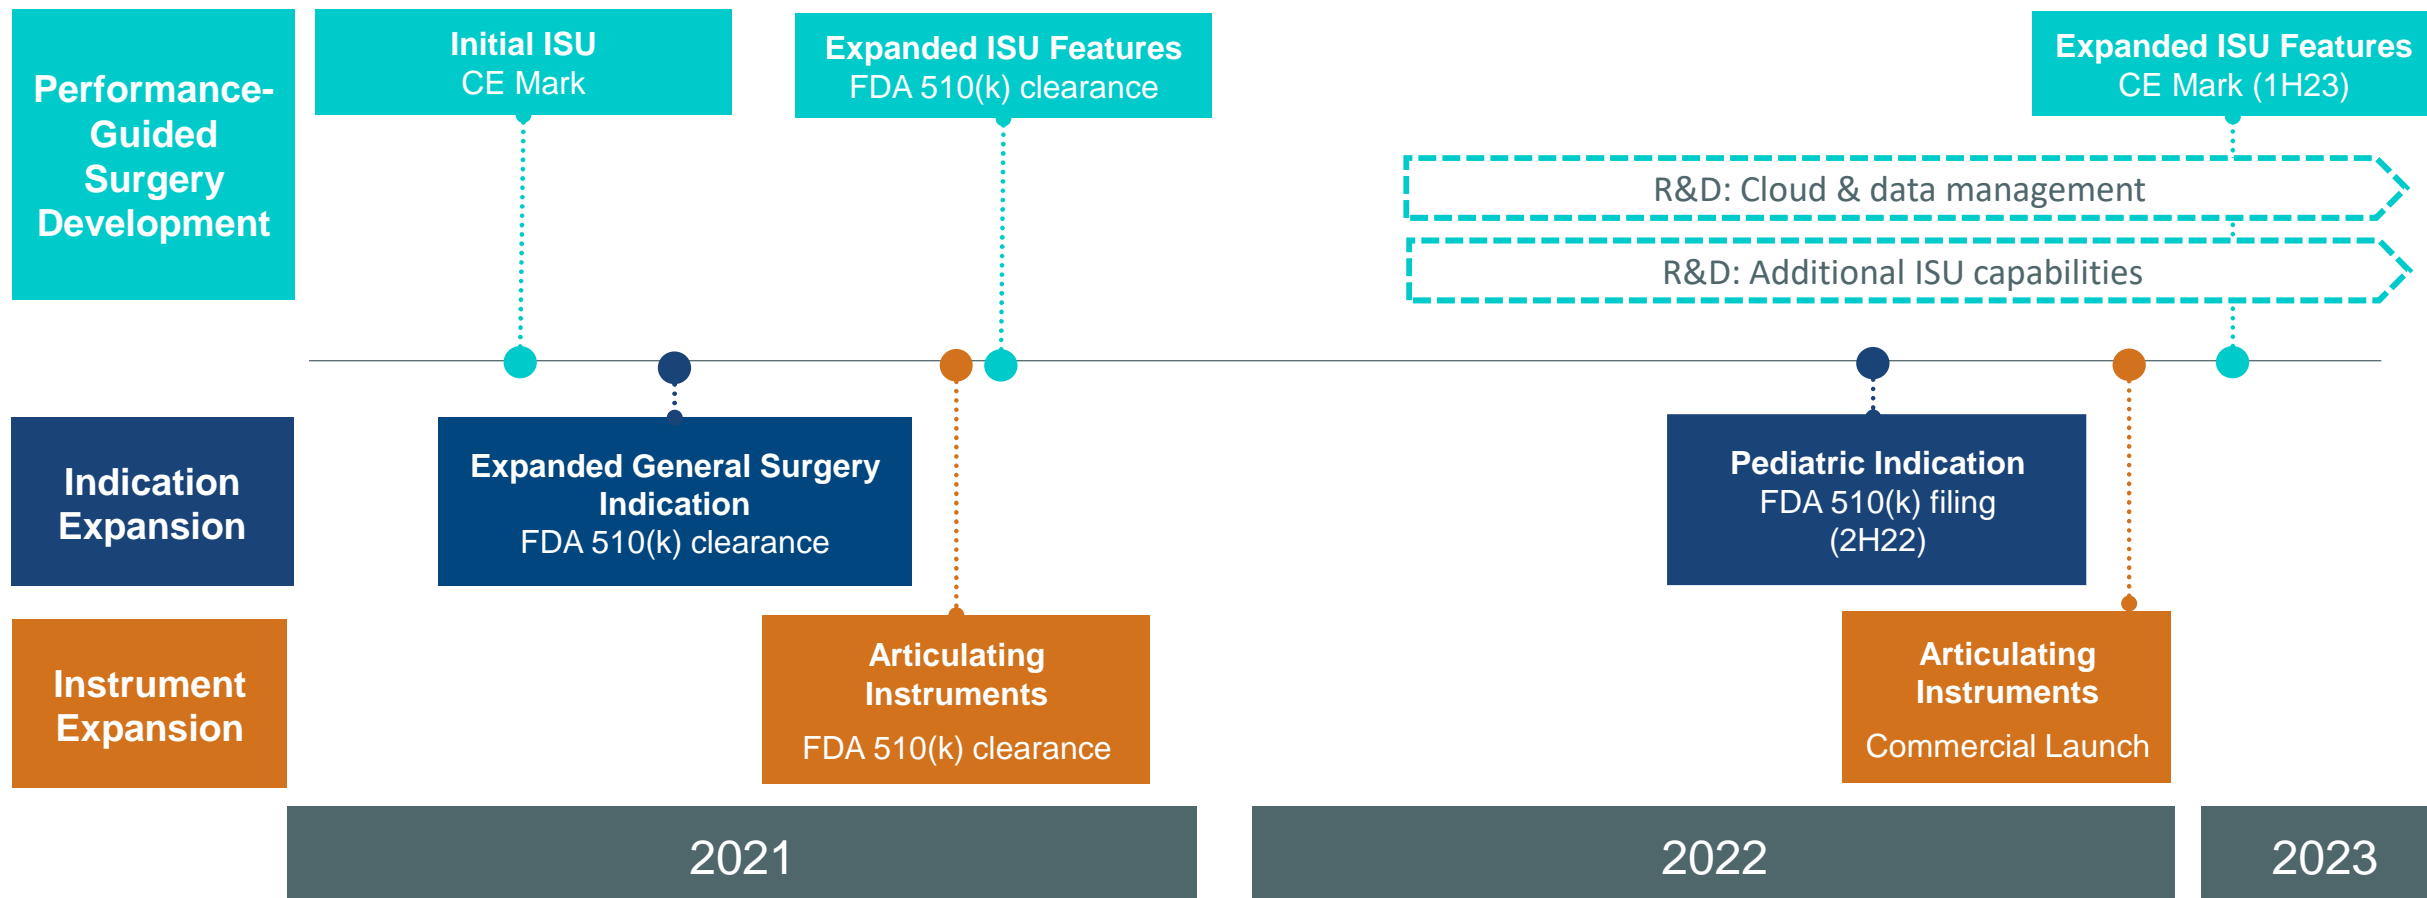 Performance-
Guided
Surgery
Development
Initial ISU
CE Mark
Expanded ISU Features
FDA 510(k) clearance
Expanded ISU Features
CE Mark (1H23)
R&D: Cloud & data management
R&D: Additional ISU capabilities
Indication
Expansion
Expanded General Surgery
Indication
FDA 510(k) clearance
Pediatric Indication
FDA 510(k) filing
(2H22)
Instrument
Expansion
Articulating
Instruments
FDA 510(k) clearance
Articulating
Instruments
Commercial Launch
2021
2022
2023